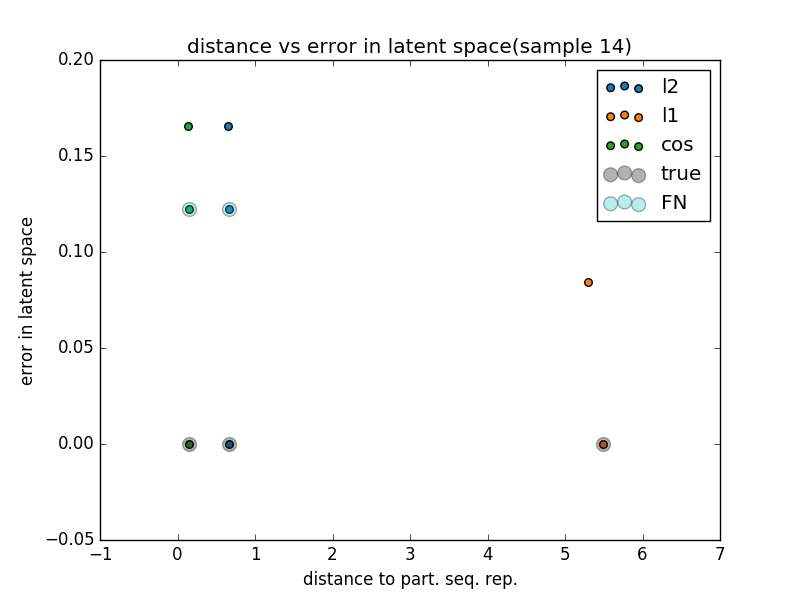 distance vs error in latent space(sample 14)
0.20
0.15
0.10
0.05
0.00
−0.05
error in latent space
l2
l1
cos
true
FN
−1 0 1 2 3 4 5 6 7
distance to part. seq. rep.